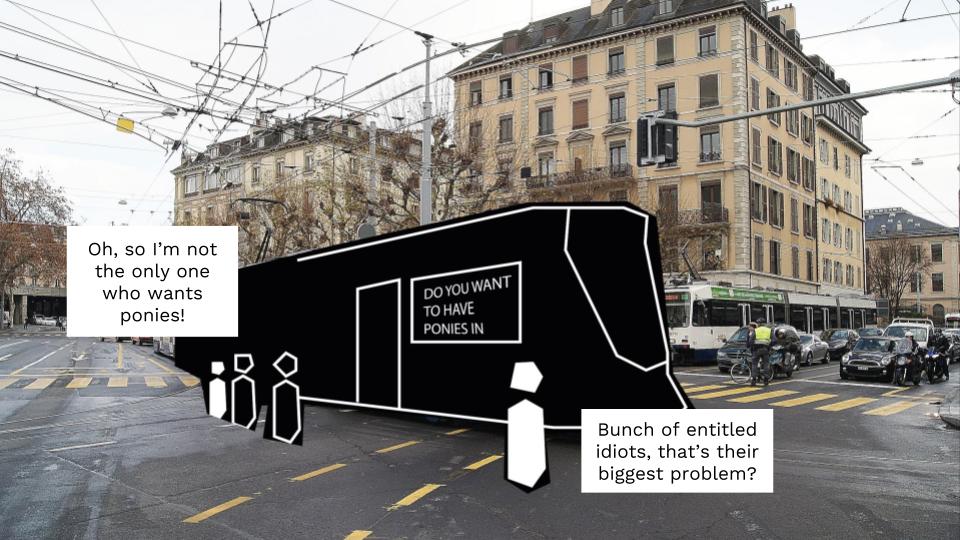 Oh, so I'm not
the only one
who wants
ponies!
DO YOU WANT
TO HAVE
PONIES IN
Bunch of entitled
idiots, that's their
biggest problem?